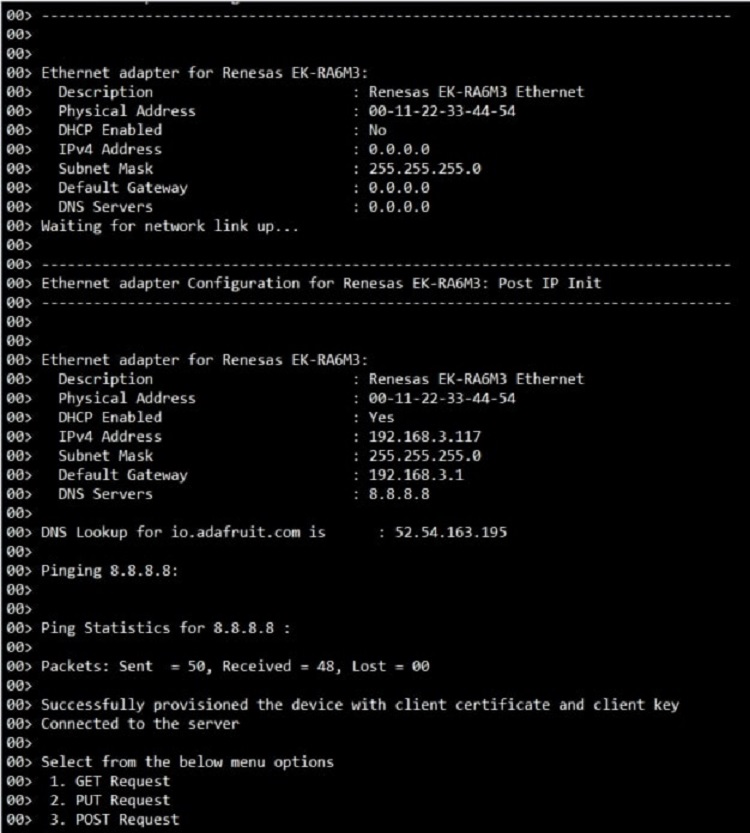 00> --------------------------------------------------------------------------------
00>
00>
00> Ethernet adapter for Renesas EK-RA6M3:
00>   Description                       : Renesas EK-RA6M3 Ethernet
00>   Physical Address                  : 00-11-22-33-44-54
00>   DHCP Enabled                      : No
00>   IPv4 Address                      : 0.0.0.0
00>   Subnet Mask                       : 255.255.255.0
00>   Default Gateway                   : 0.0.0.0
00>   DNS Servers                       : 0.0.0.0
00> Waiting for network link up...
00>
00> --------------------------------------------------------------------------------
00> Ethernet adapter Configuration for Renesas EK-RA6M3: Post IP Init
00> --------------------------------------------------------------------------------
00>
00>
00> Ethernet adapter for Renesas EK-RA6M3:
00>   Description                       : Renesas EK-RA6M3 Ethernet
00>   Physical Address                  : 00-11-22-33-44-54
00>   DHCP Enabled                      : Yes
00>   IPv4 Address                      : 192.168.3.117
00>   Subnet Mask                       : 255.255.255.0
00>   Default Gateway                   : 192.168.3.1
00>   DNS Servers                       : 8.8.8.8
00>
00> DNS Lookup for io.adafruit.com is      : 52.54.163.195
00>
00> Pinging 8.8.8.8:
00>
00>
00> Ping Statistics for 8.8.8.8 :
00>
00> Packets: Sent  = 50, Received = 48, Lost = 00
00>
00> Successfully provisioned the device with client certificate and client key
00> Connected to the server
00>
00> Select from the below menu options
00>  1. GET Request
00>  2. PUT Request
00>  3. POST Request